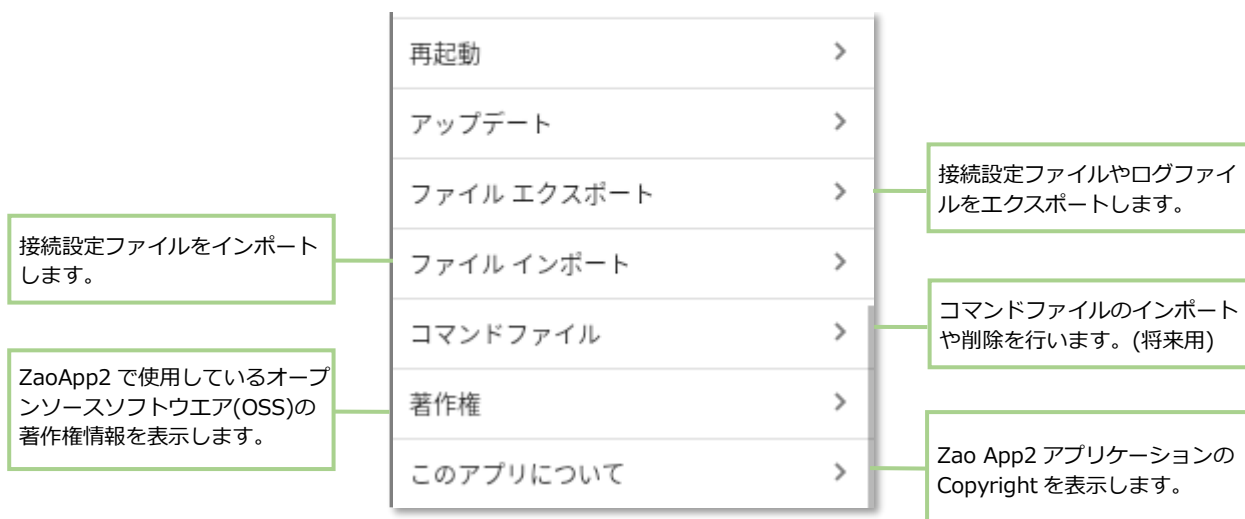 再起動
アップデート
ファイル エクスポート
ファイル インポート
コマンドファイル
著作権
このアプリについて
接続設定ファイルをインポート
します。
ZaoApp2 で使用しているオープ
ンソースソフトウエア(OSS)の
著作権情報を表示します。
接続設定ファイルやログファイ
ルをエクスポートします。
コマンドファイルのインポート
や削除を行います。(将来用)
Zao App2 アプリケーションの
Copyright を表示します。